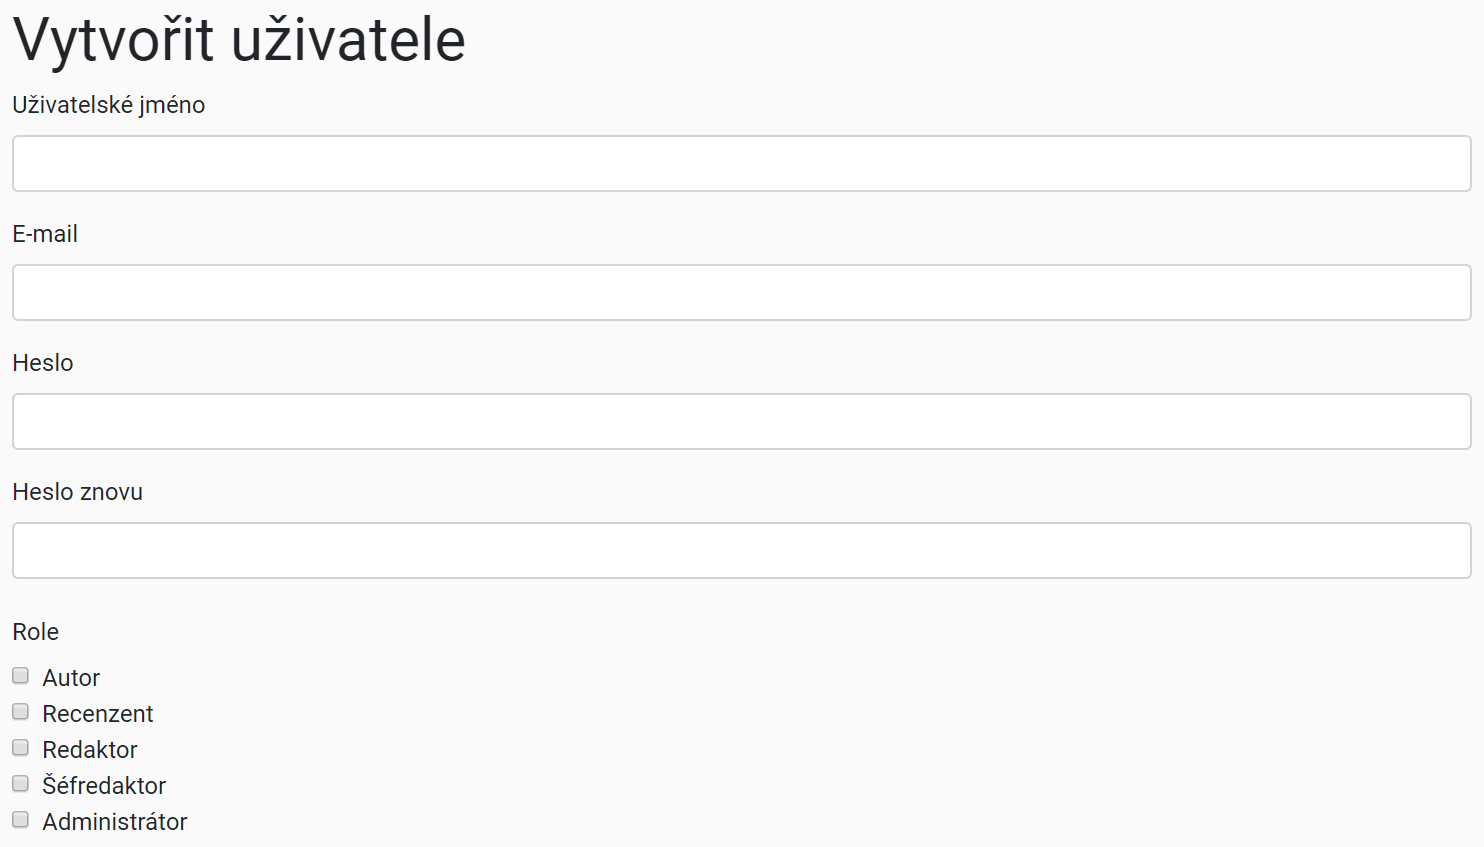 Vytvořit uživatele
Uživatelské jméno
E-mail
Heslo
Heslo znovu
Role
Autor
Recenzent
Redaktor
Šéfredaktor
Administrátor